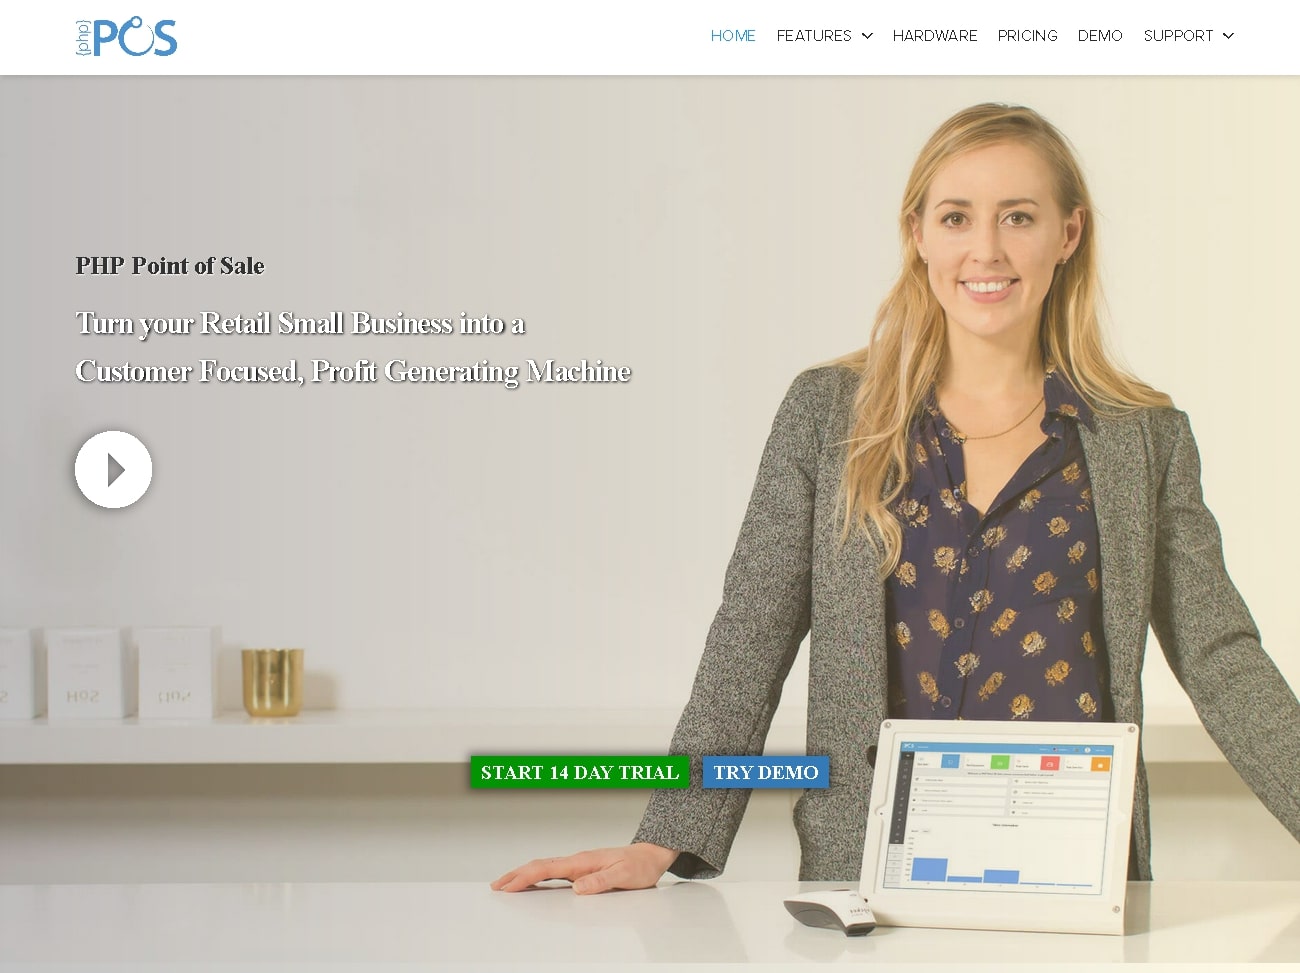 {php}
POS
HOME FEATURES HARDWARE PRICING DEMO SUPPORT
PHP Point of Sale
Turn your Retail Small Business into a
Customer Focused, Profit Generating Machine
START 14 DAY TRIAL TRY DEMO
POS